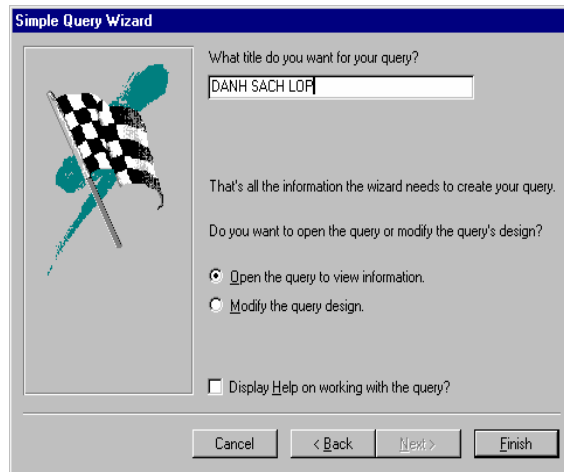 Simple Query Wizard
What title do you want for your query?
DANH SACH LOP
That's all the information the wizard needs to create your query.
Do you want to open the query or modify the query's design?
Open the query to view information.
Modify the query design.
Display Help on working with the query?
Cancel < Back Next > Finish